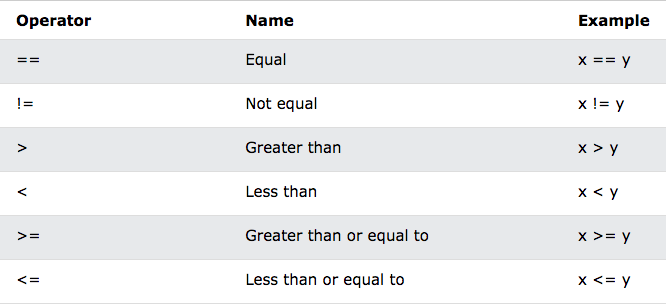 Operator Name Example
== Equal x == y
!= Not equal x != y
> Greater than x > y
< Less than x < y
>= Greater than or equal to x >= y
<= Less than or equal to x <= y